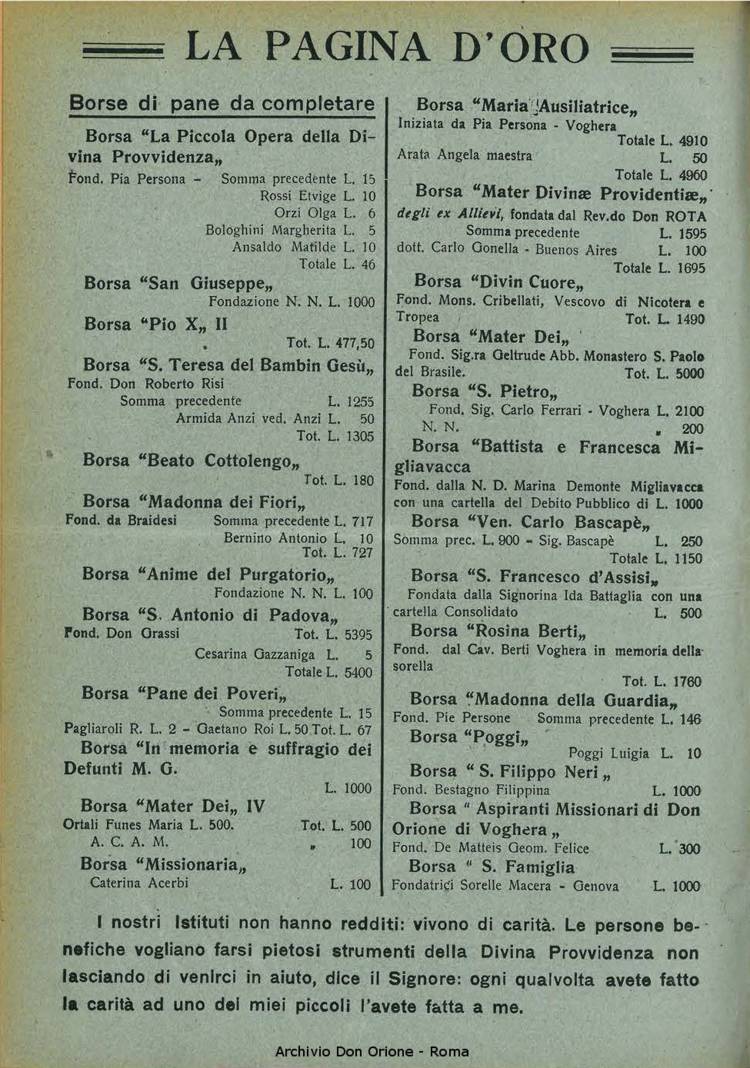 LA PAGINA D'ORO
Borse di pane da completare
Borsa “La Piccola Opera della Di-
vina Provvidenza„
Fond. Pia Persona - Somma precedente L. 15
Rossi Etvige L. 10
Orzi Olga L. 6
Bologhini Margherita L. 5
Ansaldo Matilde L. 10
Totale L. 46
Borsa “San Giuseppe„
Fondazione N. N. L. 1000
Borsa “Pio X„ II
Tot. L. 477,50
Borsa “S. Teresa del Bambin Gesù„
Fond. Don Roberto Risi
Somma precedente L. 1255
Armida Anzi ved. Anzi L. 50
Tot. L. 1305
Borsa “Beato Cottolengo„
Tot. L. 180
Borsa “Madonna dei Fiori„
Fond. da Braidesi Somma precedente L. 717
Bernino Antonio L. 10
Tot. L. 727
Borsa “Anime del Purgatorio„
Fondazione N. N. L. 100
Borsa “S. Antonio di Padova„
Fond. Don Grassi Tot. L. 5395
Cesarina Gazzaniga L. 5
Totale L. 5400
Borsa “Pane dei Poveri„
Somma precedente L. 15
Pagliaroli R. L. 2 - Gaetano Roi L. 50 Tot. L. 67
Borsa “In memoria e suffragio dei
Defunti M. G.
L. 1000
Borsa “Mater Dei„ IV
Ortali Funes Maria L. 500. Tot. L. 500
A. C. A. M. „ 100
Borsa “Missionaria„
Caterina Acerbi L. 100
Borsa “Maria Ausiliatrice„
Iniziata da Pia Persona - Voghera
Totale L. 4910
Arata Angela maestra L. 50
Totale L. 4960
Borsa “Mater Divinæ Providentiæ„
degli ex Allievi, fondata dal Rev.do Don ROTA
Somma precedente L. 1595
dott. Carlo Gonella - Buenos Aires L. 100
Totale L. 1695
Borsa “Divin Cuore„
Fond. Mons. Cribellati, Vescovo di Nicotera e
Tropea Tot. L. 1490
Borsa “Mater Dei„
Fond. Sig.ra Geltrude Abb. Monastero S. Paolo
del Brasile. Tot. L. 5000
Borsa “S. Pietro„
Fond. Sig. Carlo Ferrari - Voghera L. 2100
N. N. „ 200
Borsa “Battista e Francesca Mi-
gliavacca
Fond. dalla N. D. Marina Demonte Migliavacca
con una cartella del Debito Pubblico di L. 1000
Borsa “Ven. Carlo Bascapè„
Somma prec. L. 900 - Sig. Bascapè L. 250
Totale L. 1150
Borsa “S. Francesco d'Assisi„
Fondata dalla Signorina Ida Battaglia con una
cartella Consolidato L. 500
Borsa “Rosina Berti„
Fond. dal Cav. Berti Voghera in memoria della
sorella
Tot. L. 1760
Borsa “Madonna della Guardia„
Fond. Pie Persone Somma precedente L. 146
Borsa “Poggi„
Poggi Luigia L. 10
Borsa “ S. Filippo Neri „
Fond. Bestagno Filippina L. 1000
Borsa “ Aspiranti Missionari di Don
Orione di Voghera „
Fond. De Matteis Geom. Felice L. 300
Borsa “ S. Famiglia
Fondatrici Sorelle Macera - Genova L. 1000
I nostri Istituti non hanno redditi: vivono di carità. Le persone be-
nefiche vogliano farsi pietosi strumenti della Divina Provvidenza non
lasciando di venirci in aiuto, dice il Signore: ogni qualvolta avete fatto
la carità ad uno dei miei piccoli l'avete fatta a me.
Archivio Don Orione - Roma